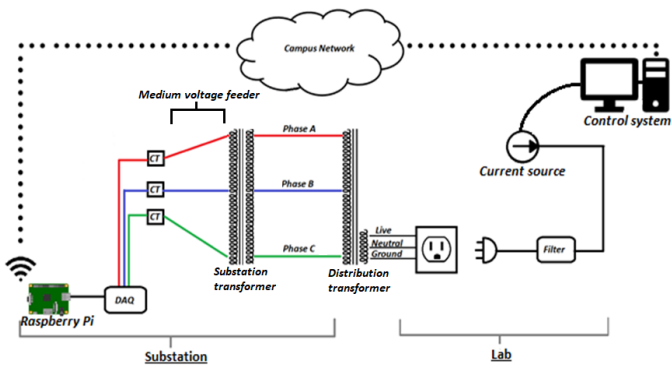 Campus Network
Medium voltage feeder
Control system
Phase A
CT
Current source
CT
Phase B
CT
Live
Neutral
Ground
Phase C
Filter
Substation
transformer
Distribution
transformer
DAQ
Raspberry Pi
Substation
Lab